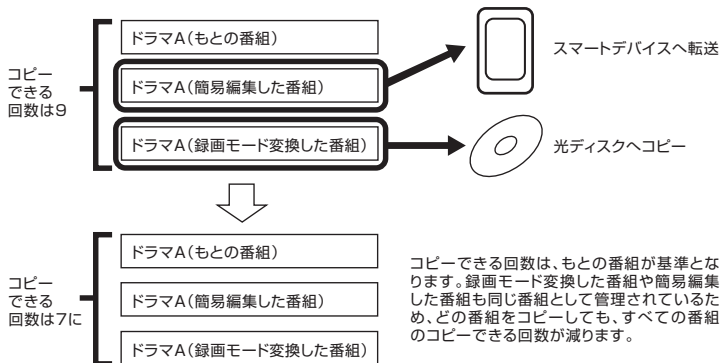 ドラマA（もとの番組）
ドラマA（簡易編集した番組）
ドラマA（録画モード変換した番組）
コピー
できる
回数は9
スマートデバイスへ転送
光ディスクへコピー
ドラマA（もとの番組）
ドラマA（簡易編集した番組）
ドラマA（録画モード変換した番組）
コピー
できる
回数は7に
コピーできる回数は、もとの番組が基準とな
ります。録画モード変換した番組や簡易編集
した番組も同じ番組として管理されているた
め、どの番組をコピーしても、すべての番組
のコピーできる回数が減ります。